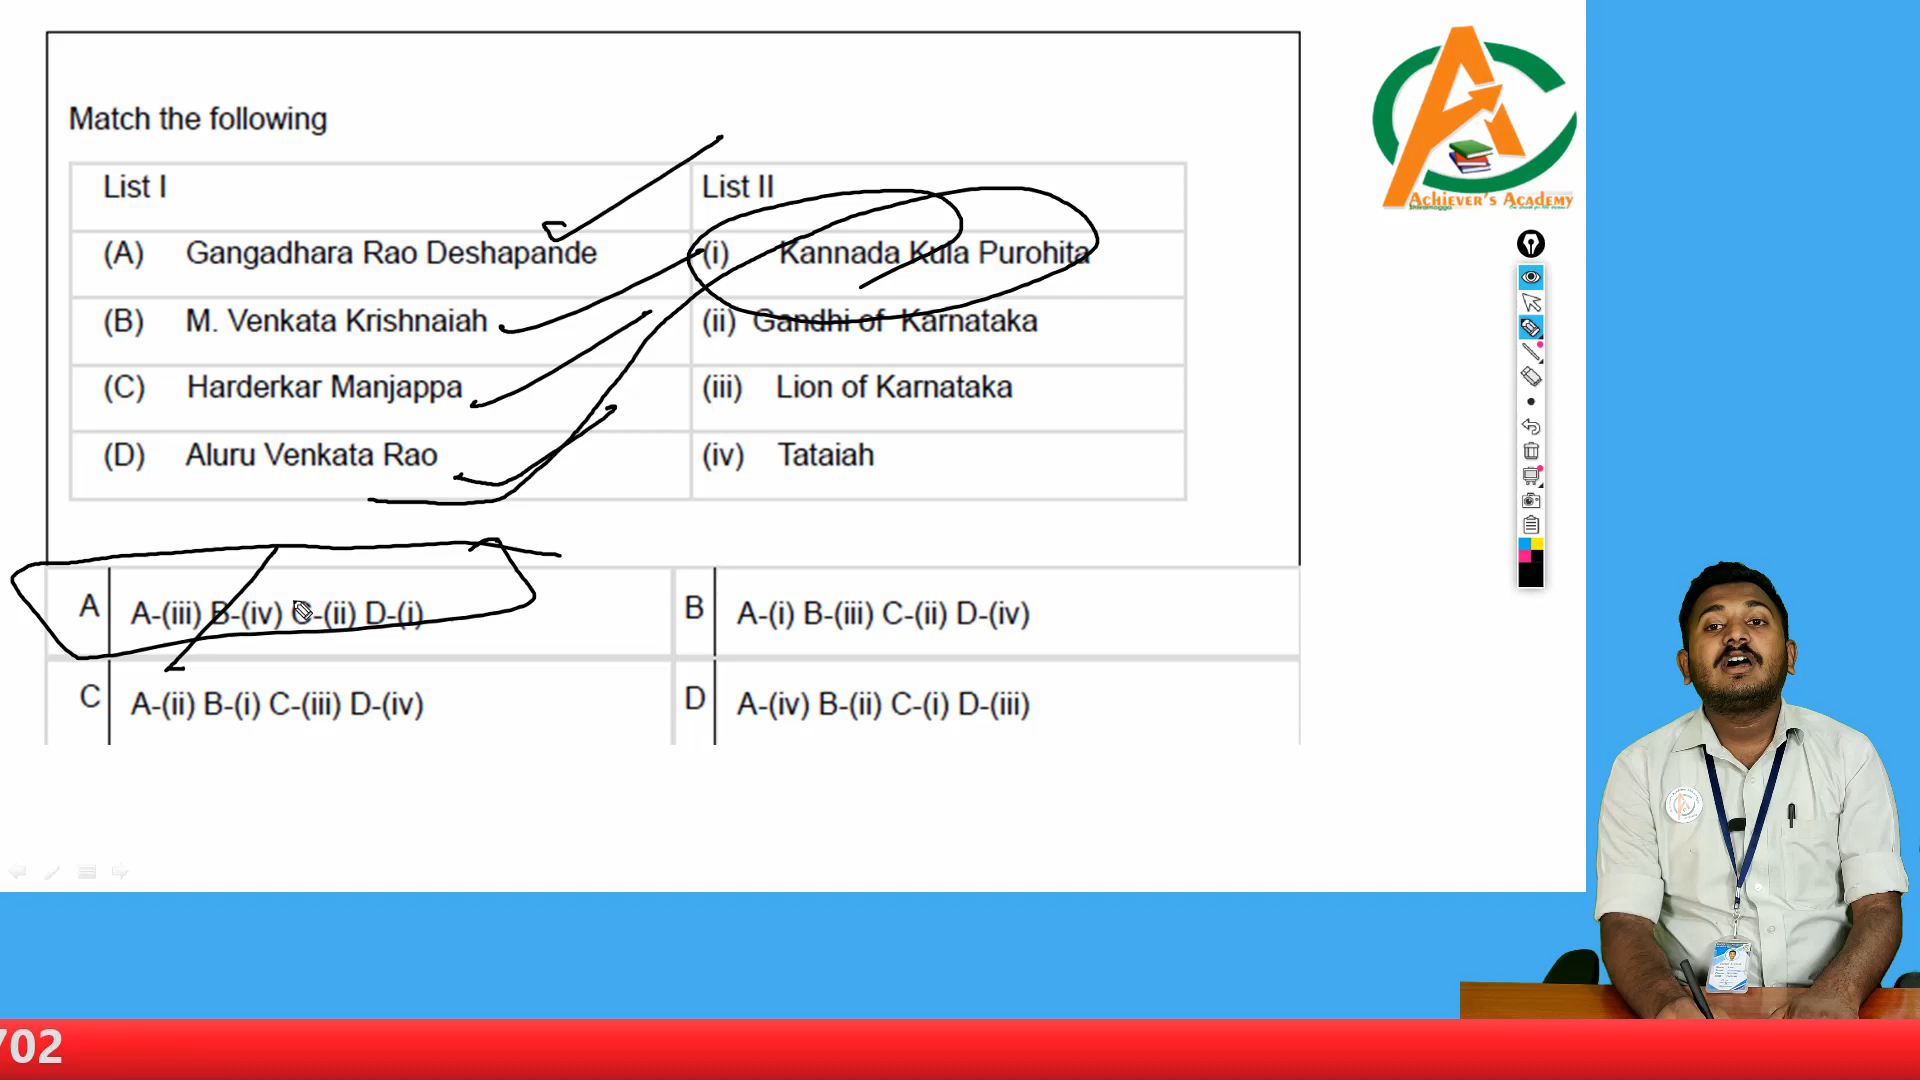 Match the following
List I List II
(A) Gangadhara Rao Deshapande (i) Kannada Kula Purohita
(B) M. Venkata Krishnaiah (ii) Gandhi of Karnataka
(C) Harderkar Manjappa (iii) Lion of Karnataka
(D) Aluru Venkata Rao (iv) Tataiah
A A-(iii) B-(iv) C-(ii) D-(i) B A-(i) B-(iii) C-(ii) D-(iv)
C A-(ii) B-(i) C-(iii) D-(iv) D A-(iv) B-(ii) C-(i) D-(iii)
Achiever's Academy
Shivamogga
702